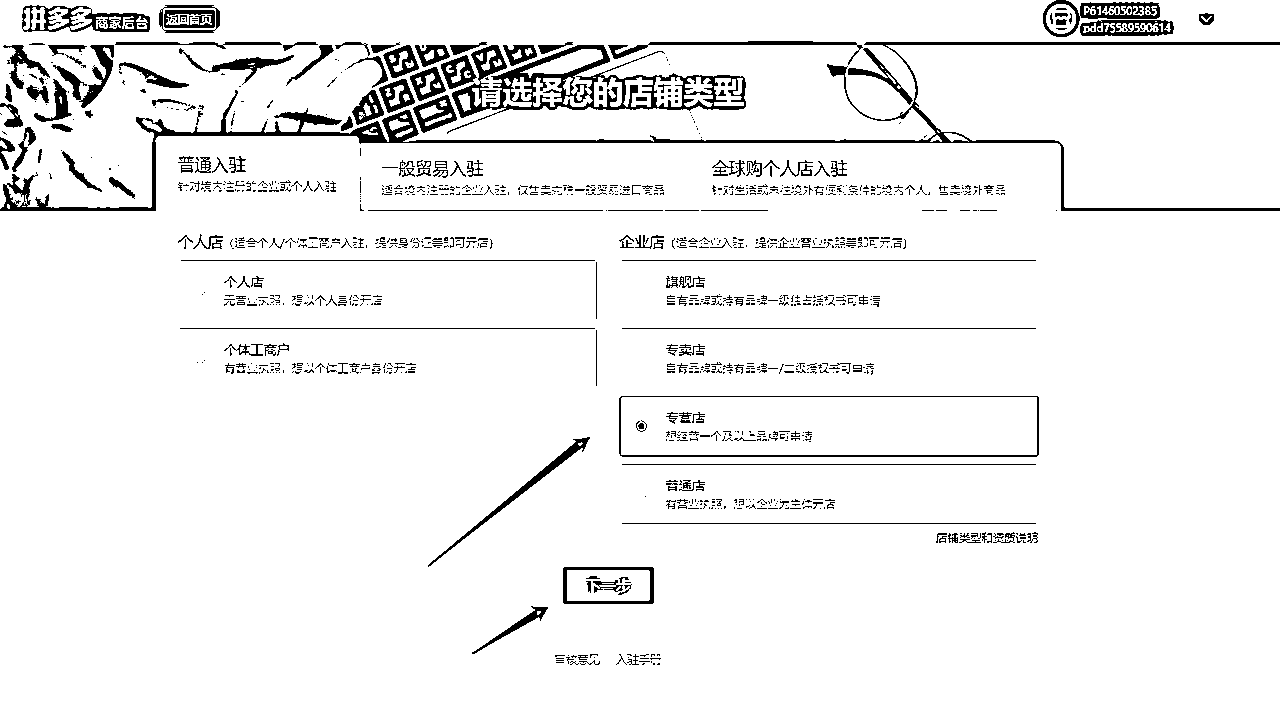 拼多多 商家后台 返回首页
P61460502385
pdd75589590614
请选择您的店铺类型
普通入驻
针对境内注册的企业或个人入驻
一般贸易入驻
适合境内注册的企业入驻，仅售卖完税一般贸易进口商品
全球购个人店入驻
针对生活或来往境外有便利条件的境内个人，售卖境外商品
个人店（适合个人/个体工商户入驻，提供身份证等即可开店）
个人店
无营业执照，想以个人身份开店
个体工商户
有营业执照，想以个体工商户身份开店
企业店（适合企业入驻，提供企业营业执照等即可开店）
旗舰店
自有品牌或持有品牌一级独占授权书可申请
专卖店
自有品牌或持有品牌一/二级授权书可申请
专营店
想经营一个及以上品牌可申请
普通店
有营业执照，想以企业为主体开店
店铺类型和资质说明
下一步
审核意见 入驻手册